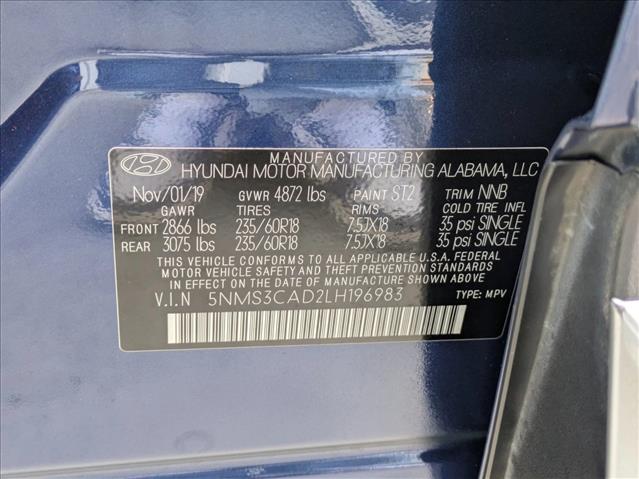 MANUFACTURED BY
HYUNDAI MOTOR MANUFACTURING ALABAMA, LLC
Nov/01/19 GVWR 4872 lbs PAINT ST2 TRIM NNB
GAWR TIRES RIMS COLD TIRE INFL
FRONT 2866 lbs 235/60R18 7.5JX18 35 psi SINGLE
REAR 3075 lbs 235/60R18 7.5JX18 35 psi SINGLE
THIS VEHICLE CONFORMS TO ALL APPLICABLE U.S.A FEDERAL
MOTOR VEHICLE SAFETY AND THEFT PREVENTION STANDARDS
IN EFFECT ON THE DATE OF MANUFACTURE SHOWN ABOVE.
V.I.N 5NMS3CAD2LH196983 TYPE: MPV